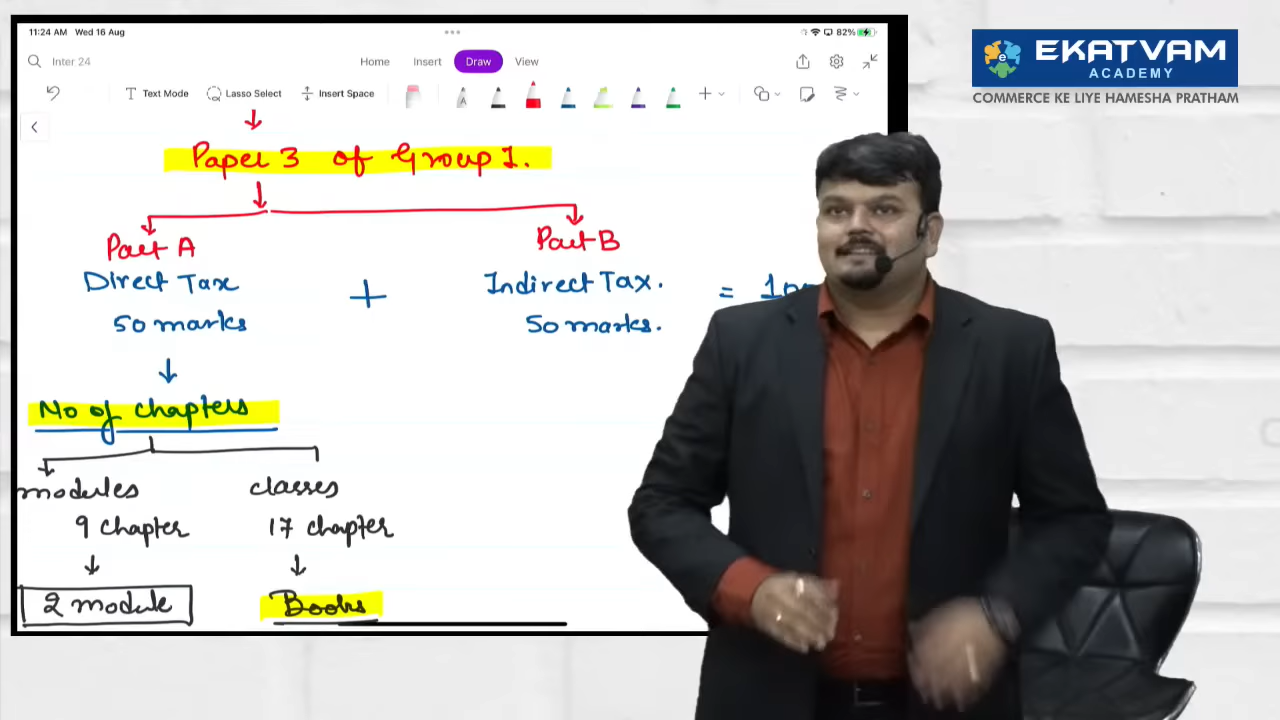 11:24 AM Wed 16 Aug
82%
Inter 24
Home Insert Draw View
Text Mode Lasso Select Insert Space
EKATVAM
ACADEMY
COMMERCE KE LIYE HAMESHA PRATHAM
Paper 3 of Group 1.
Part A
Part B
Direct Tax + Indirect Tax. =
50 marks
50 marks.
No of chapters
modules classes
9 chapter 17 chapter
2 module Books